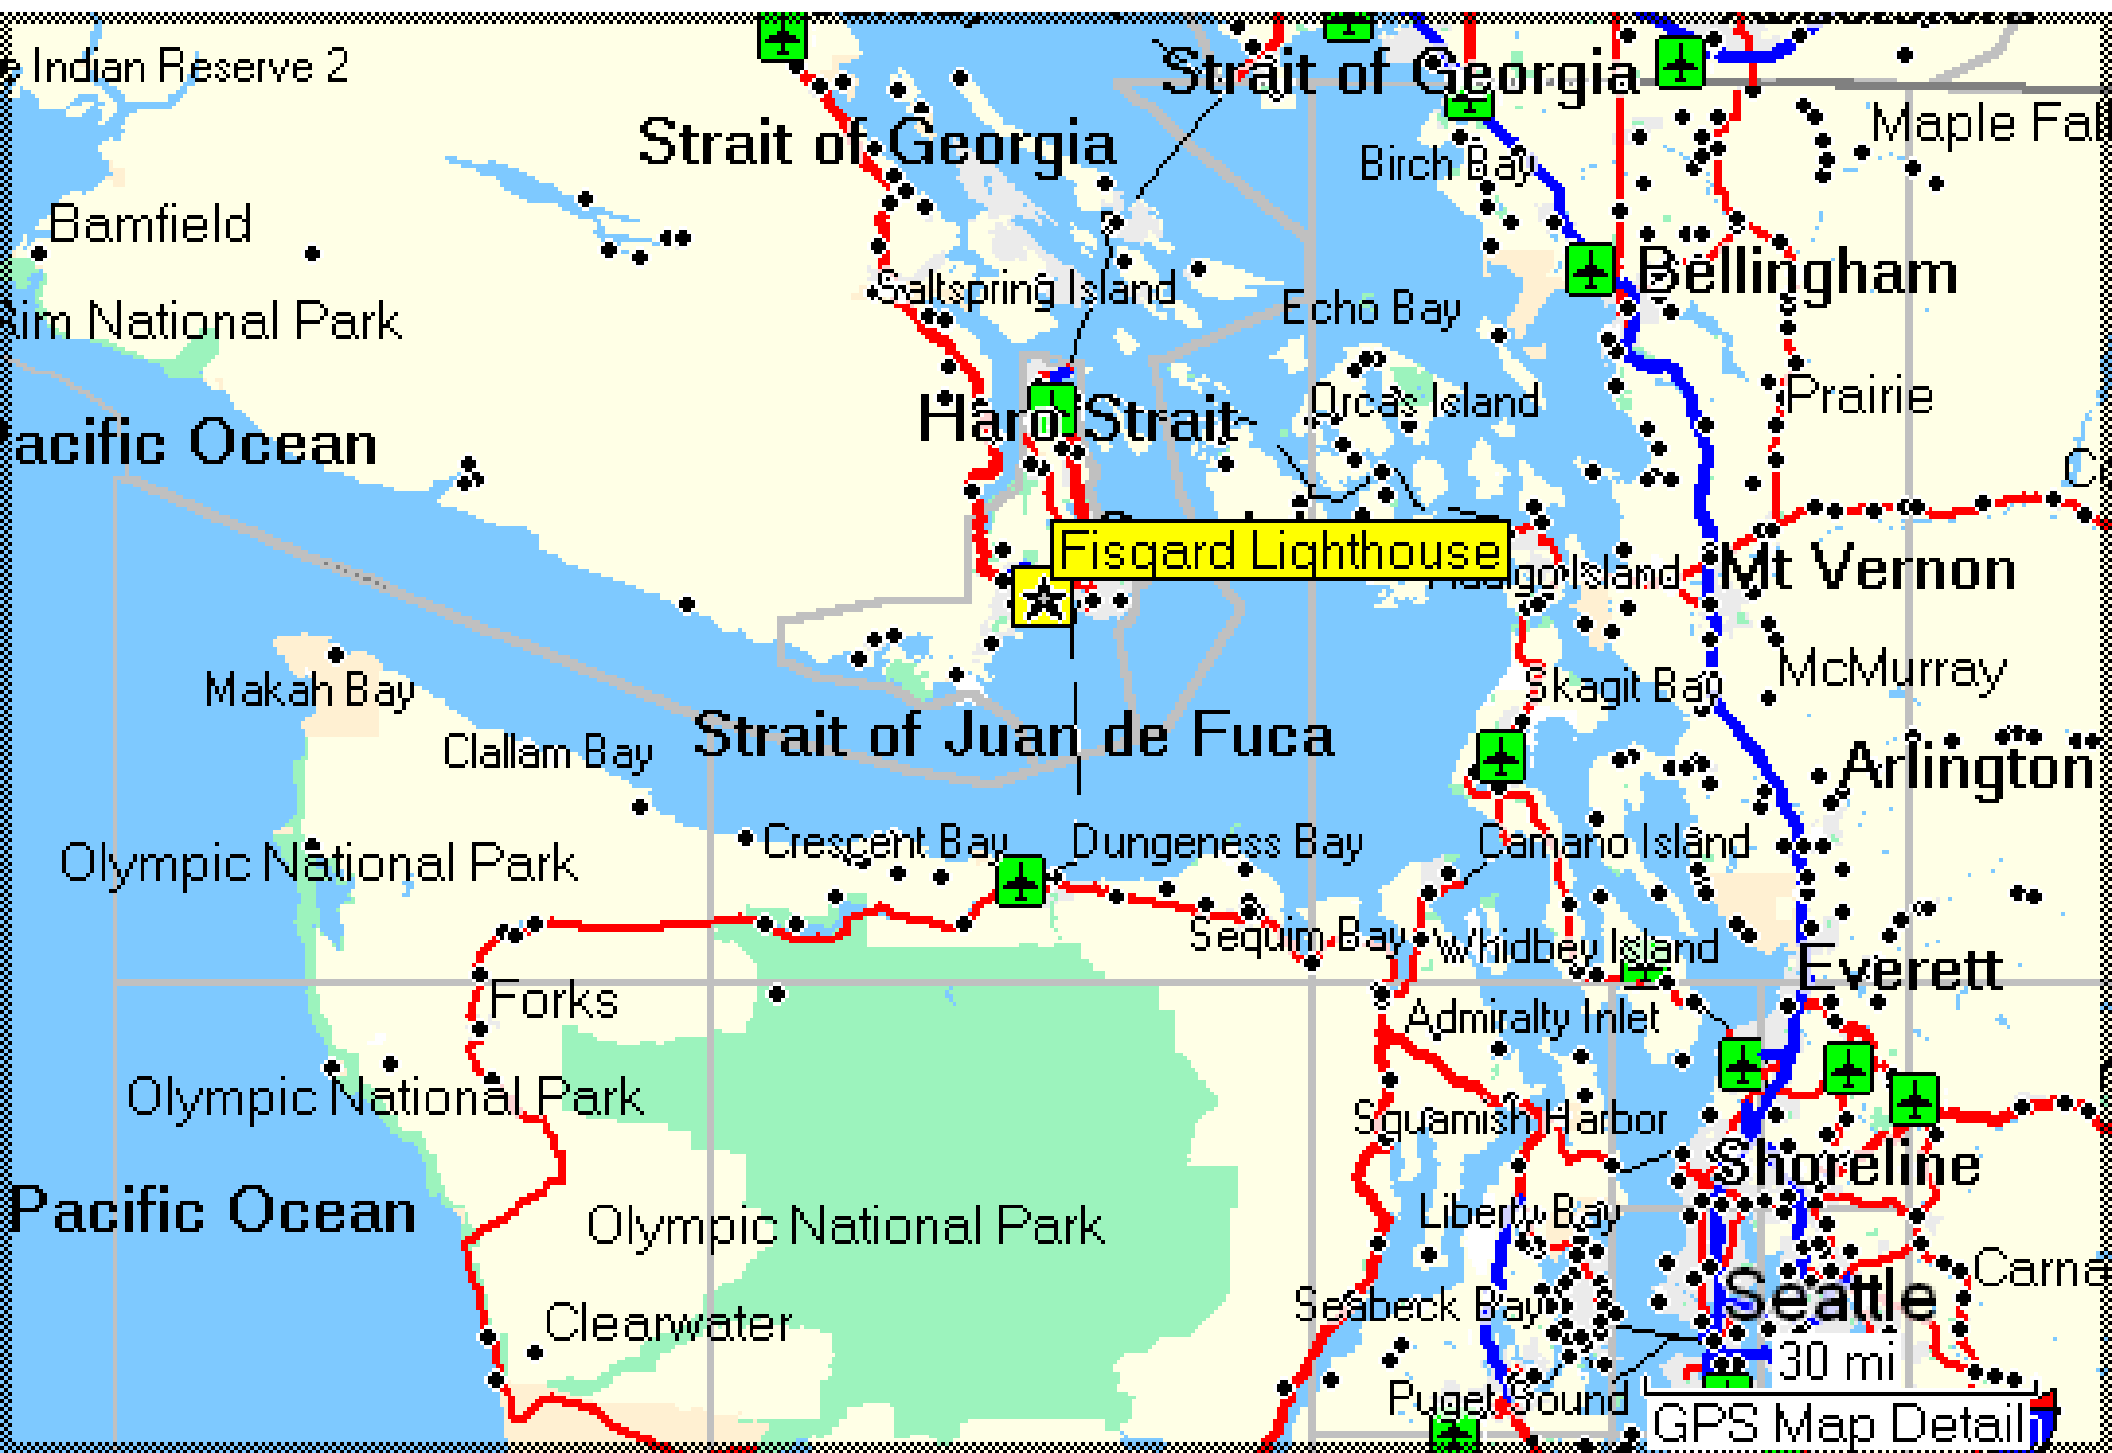 Indian Reserve 2
Strait of Georgia
Maple Fal
Strait of Georgia
Birch Bay
Bamfield
Bellingham
Saltspring Island
Echo Bay
im National Park
Prairie
Orcas Island
Haro Strait
acific Ocean
Fisgard Lighthouse
Island
Mt Vernon
McMurray
Makah Bay
Skagit Bay
Strait of Juan de Fuca
Clallam Bay
Arlington
Crescent Bay
Dungeness Bay
Camano Island
Olympic National Park
Sequim Bay
Whidbey Island
Everett
Forks
Admiralty Inlet
Olympic National Park
Squamish Harbor
Shoreline
Pacific Ocean
Liberty Bay
Olympic National Park
Carna
Seattle
Seabeck Bay
Clearwater
30 mi
Puget Sound
GPS Map Detail